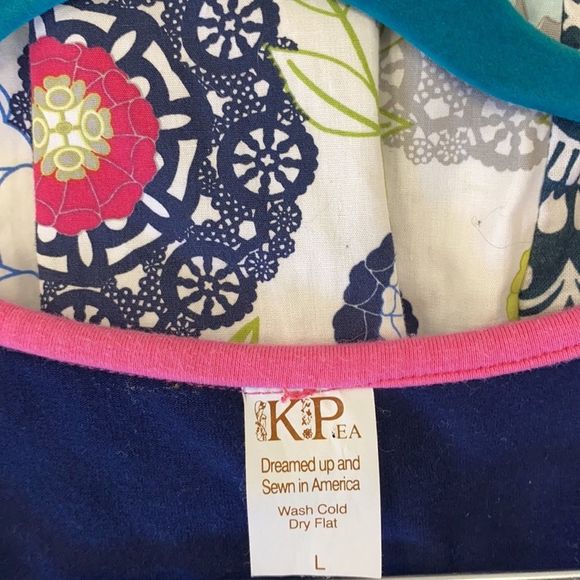 KP.EA
Dreamed up and
Sewn in America
Wash Cold
Dry Flat
L